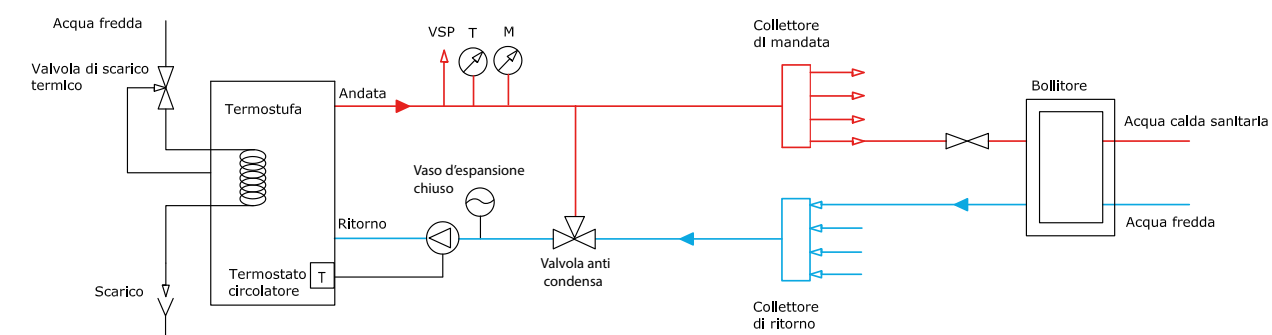 Acqua fredda
Valvola di scarico
termico
Termostufa
Andata
VSP
T
M
Collettore
di mandata
Bollitore
Acqua calda sanitaria
Vaso d'espansione
chiuso
Ritorno
Acqua fredda
Valvola anti
condensa
Termostato
circolatore
T
Scarico
Collettore
di ritorno